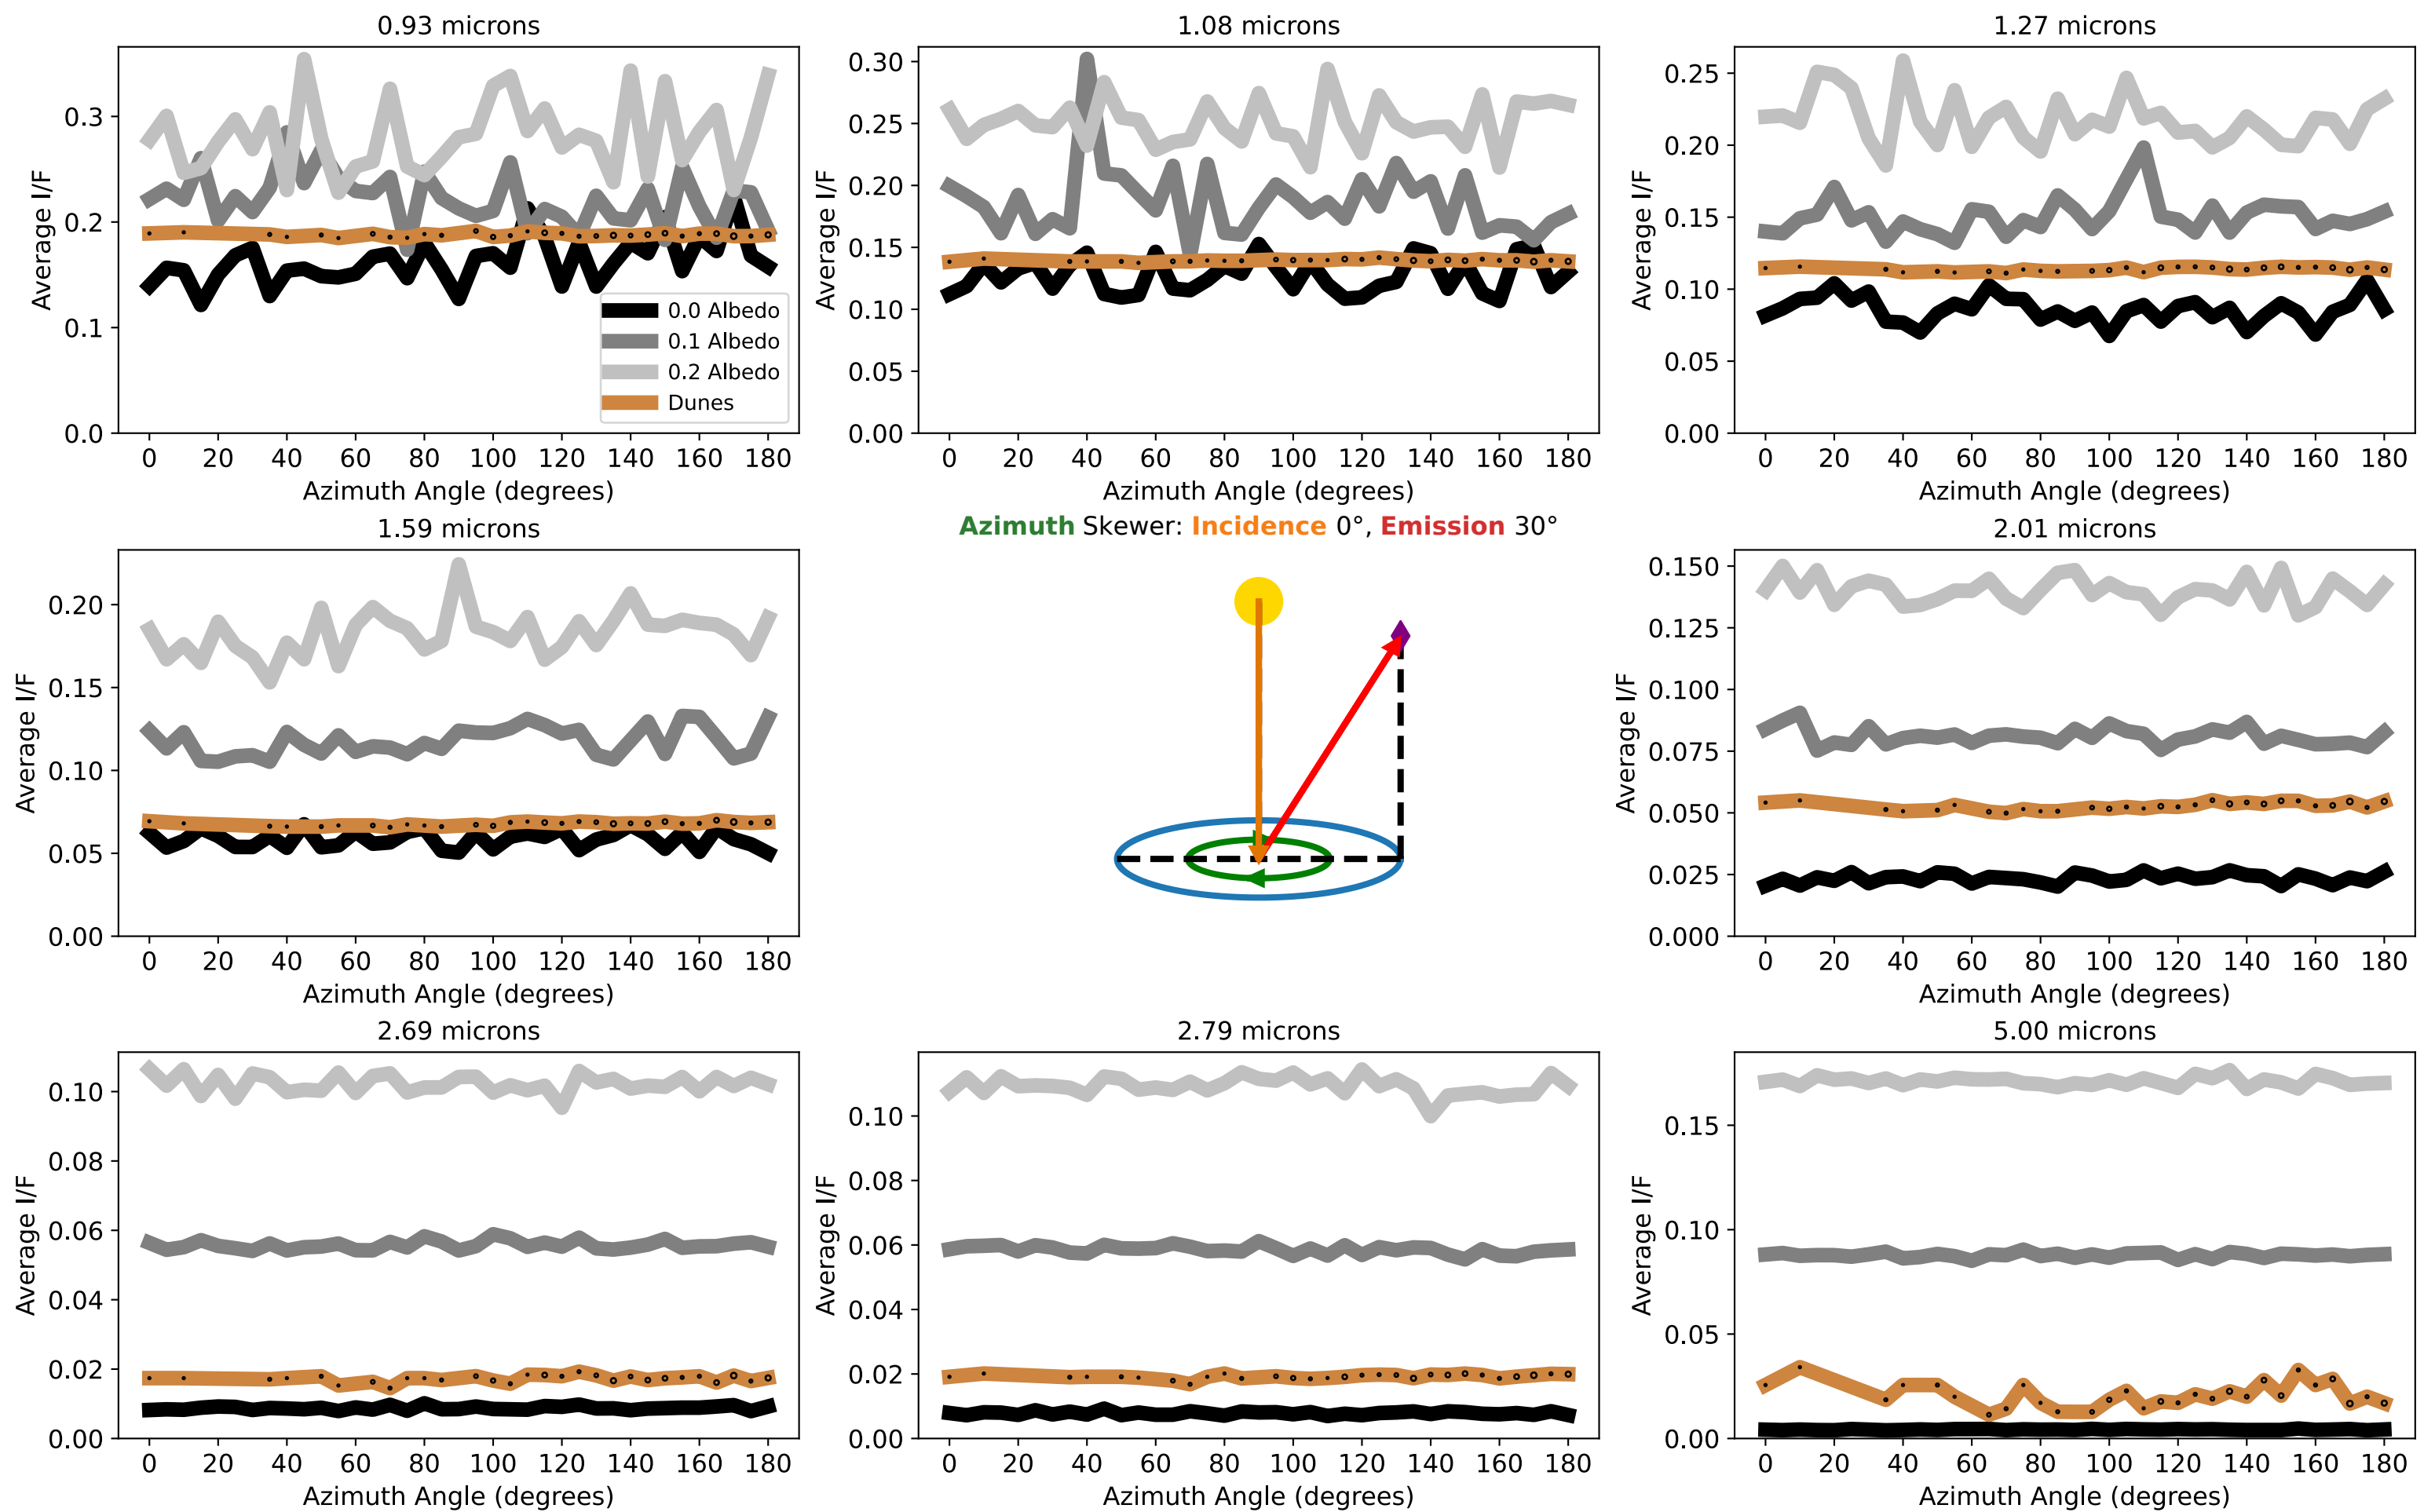 0.93 microns
Average I/F
0.3
0.2
0.1
0.0
0 20 40 60 80 100 120 140 160 180
Azimuth Angle (degrees)
0.0 Albedo
0.1 Albedo
0.2 Albedo
Dunes
1.08 microns
Average I/F
0.30
0.25
0.20
0.15
0.10
0.05
0.00
0 20 40 60 80 100 120 140 160 180
Azimuth Angle (degrees)
1.27 microns
Average I/F
0.25
0.20
0.15
0.10
0.05
0.00
0 20 40 60 80 100 120 140 160 180
Azimuth Angle (degrees)
1.59 microns
Average I/F
0.20
0.15
0.10
0.05
0.00
0 20 40 60 80 100 120 140 160 180
Azimuth Angle (degrees)
Azimuth Skewer: Incidence 0°, Emission 30°
2.01 microns
Average I/F
0.150
0.125
0.100
0.075
0.050
0.025
0.000
0 20 40 60 80 100 120 140 160 180
Azimuth Angle (degrees)
2.69 microns
Average I/F
0.10
0.08
0.06
0.04
0.02
0.00
0 20 40 60 80 100 120 140 160 180
Azimuth Angle (degrees)
2.79 microns
Average I/F
0.10
0.08
0.06
0.04
0.02
0.00
0 20 40 60 80 100 120 140 160 180
Azimuth Angle (degrees)
5.00 microns
Average I/F
0.15
0.10
0.05
0.00
0 20 40 60 80 100 120 140 160 180
Azimuth Angle (degrees)